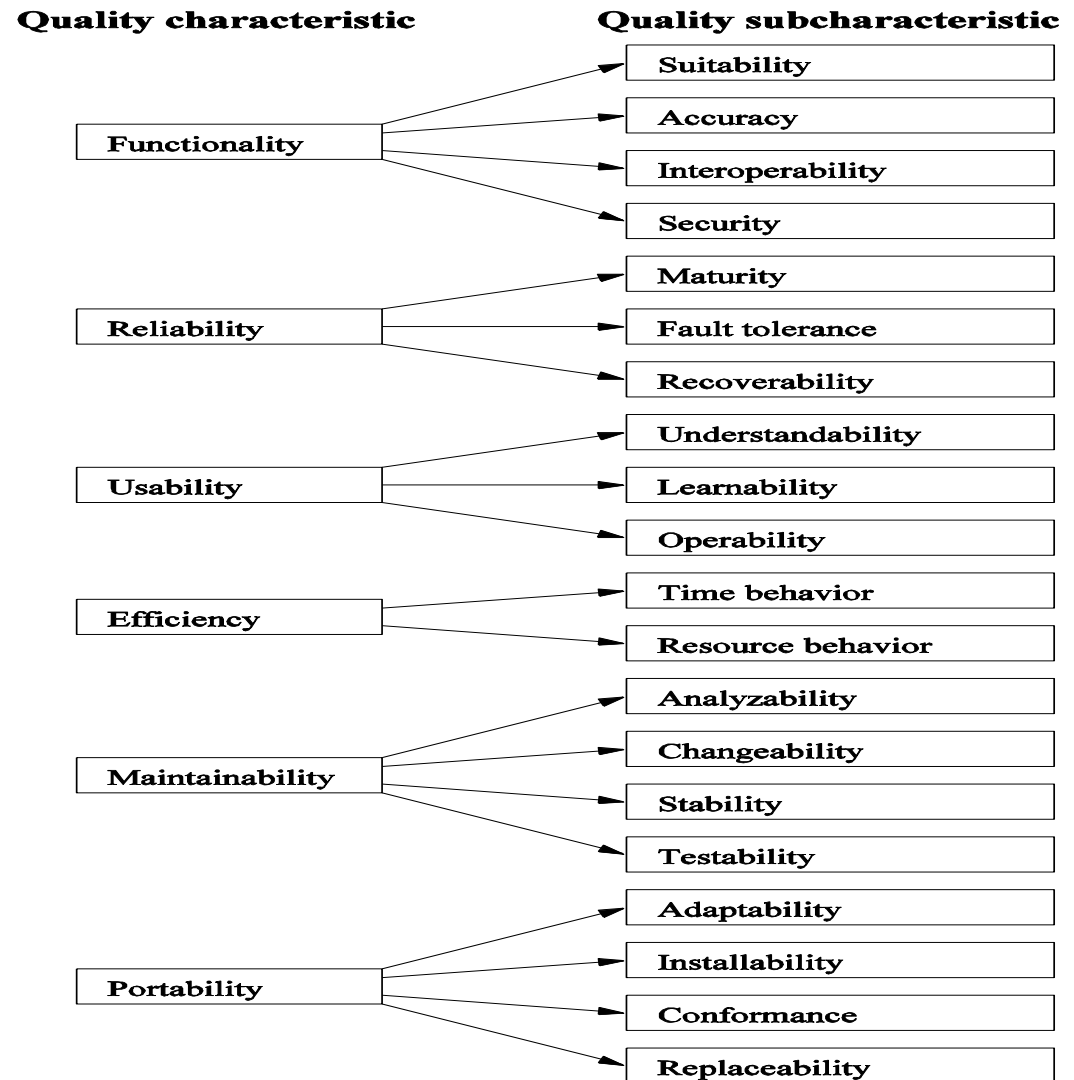 Quality characteristic
Quality subcharacteristic
Functionality
Suitability
Accuracy
Interoperability
Security
Reliability
Maturity
Fault tolerance
Recoverability
Usability
Understandability
Learnability
Operability
Efficiency
Time behavior
Resource behavior
Maintainability
Analyzability
Changeability
Stability
Testability
Portability
Adaptability
Installability
Conformance
Replaceability